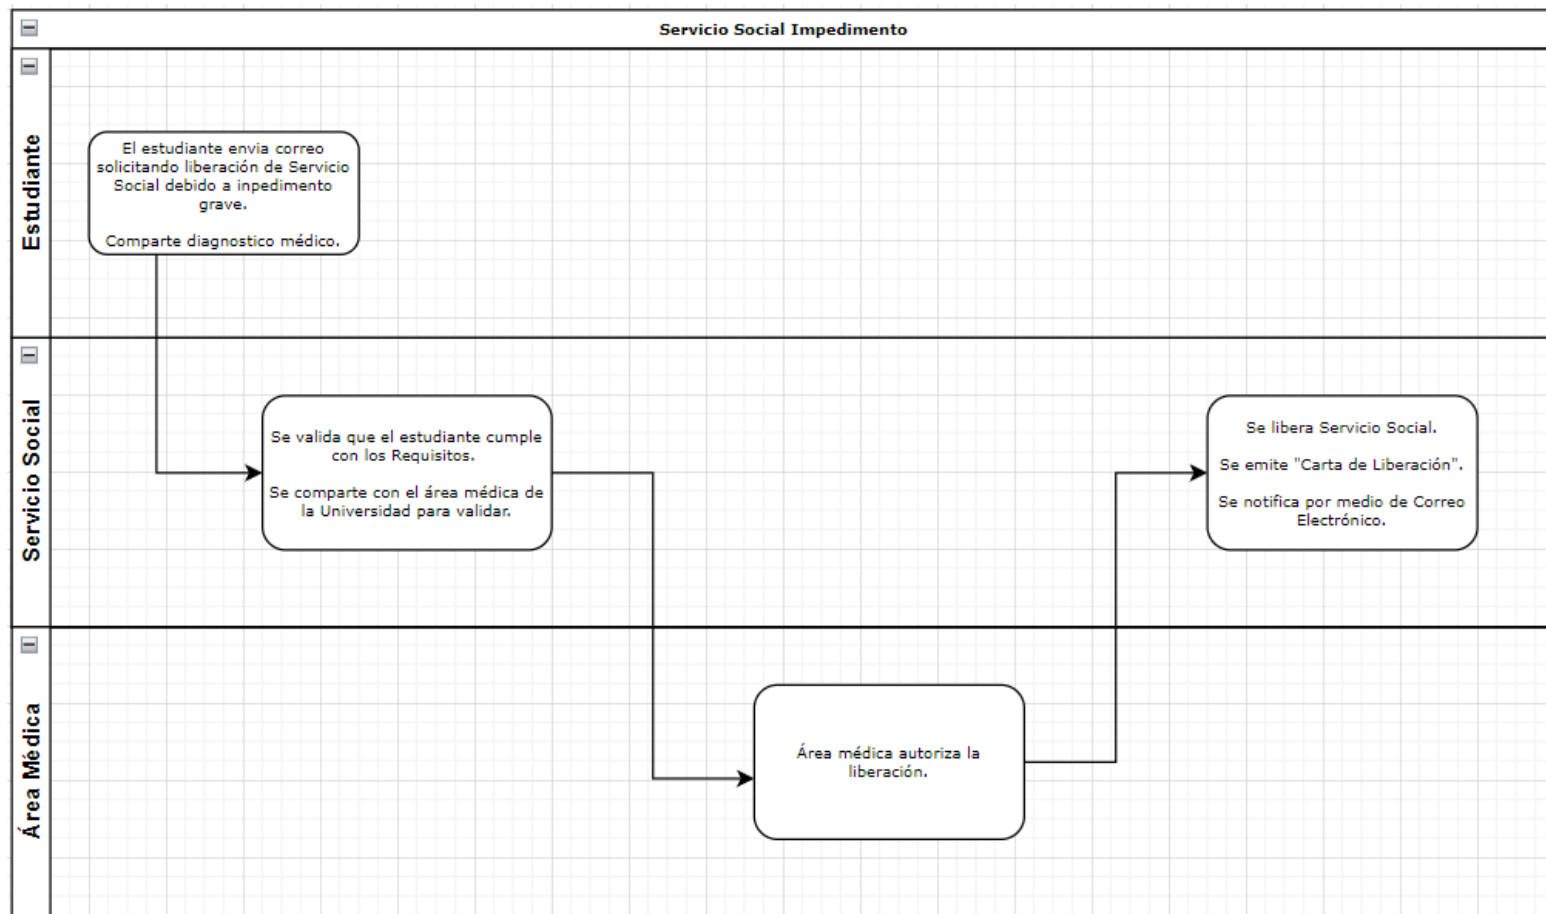 Servicio Social Impedimento
Estudiante
El estudiante envia correo
solicitando liberación de Servicio
Social debido a inpedimento
grave.
Comparte diagnostico médico.
Servicio Social
Se valida que el estudiante cumple
con los Requisitos.
Se comparte con el área médica de
la Universidad para validar.
Se libera Servicio Social.
Se emite "Carta de Liberación".
Se notifica por medio de Correo
Electrónico.
Área Médica
Área médica autoriza la
liberación.